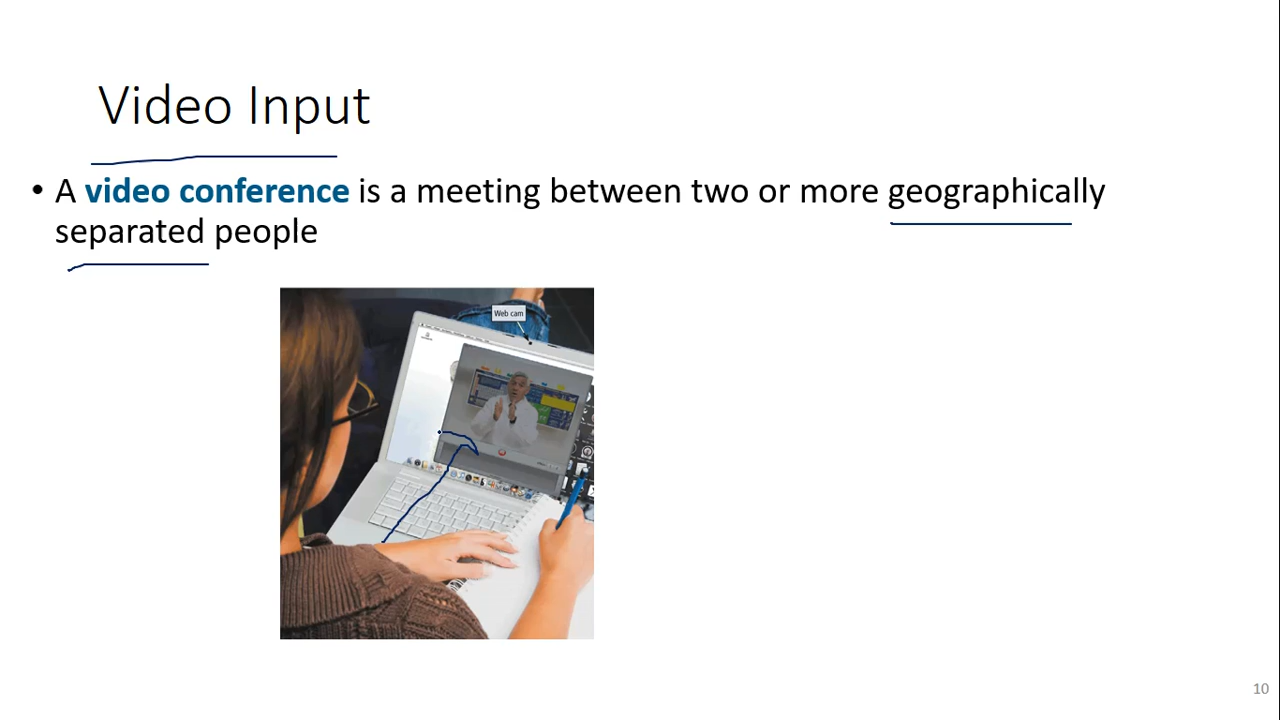 Video Input
• A video conference is a meeting between two or more geographically
separated people
Web cam
10